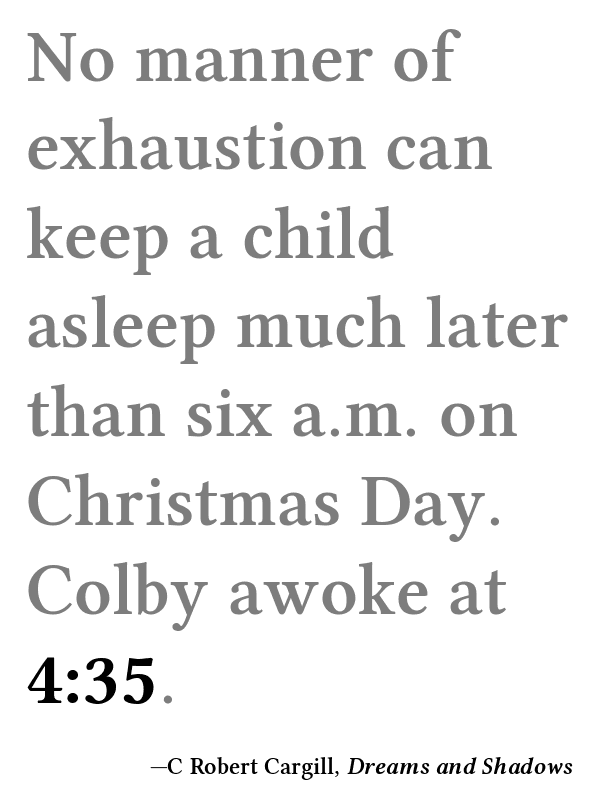 No manner of
exhaustion can
keep a child
asleep much later
than six a.m. on
Christmas Day.
Colby awoke at
4:35.
—C Robert Cargill, Dreams and Shadows